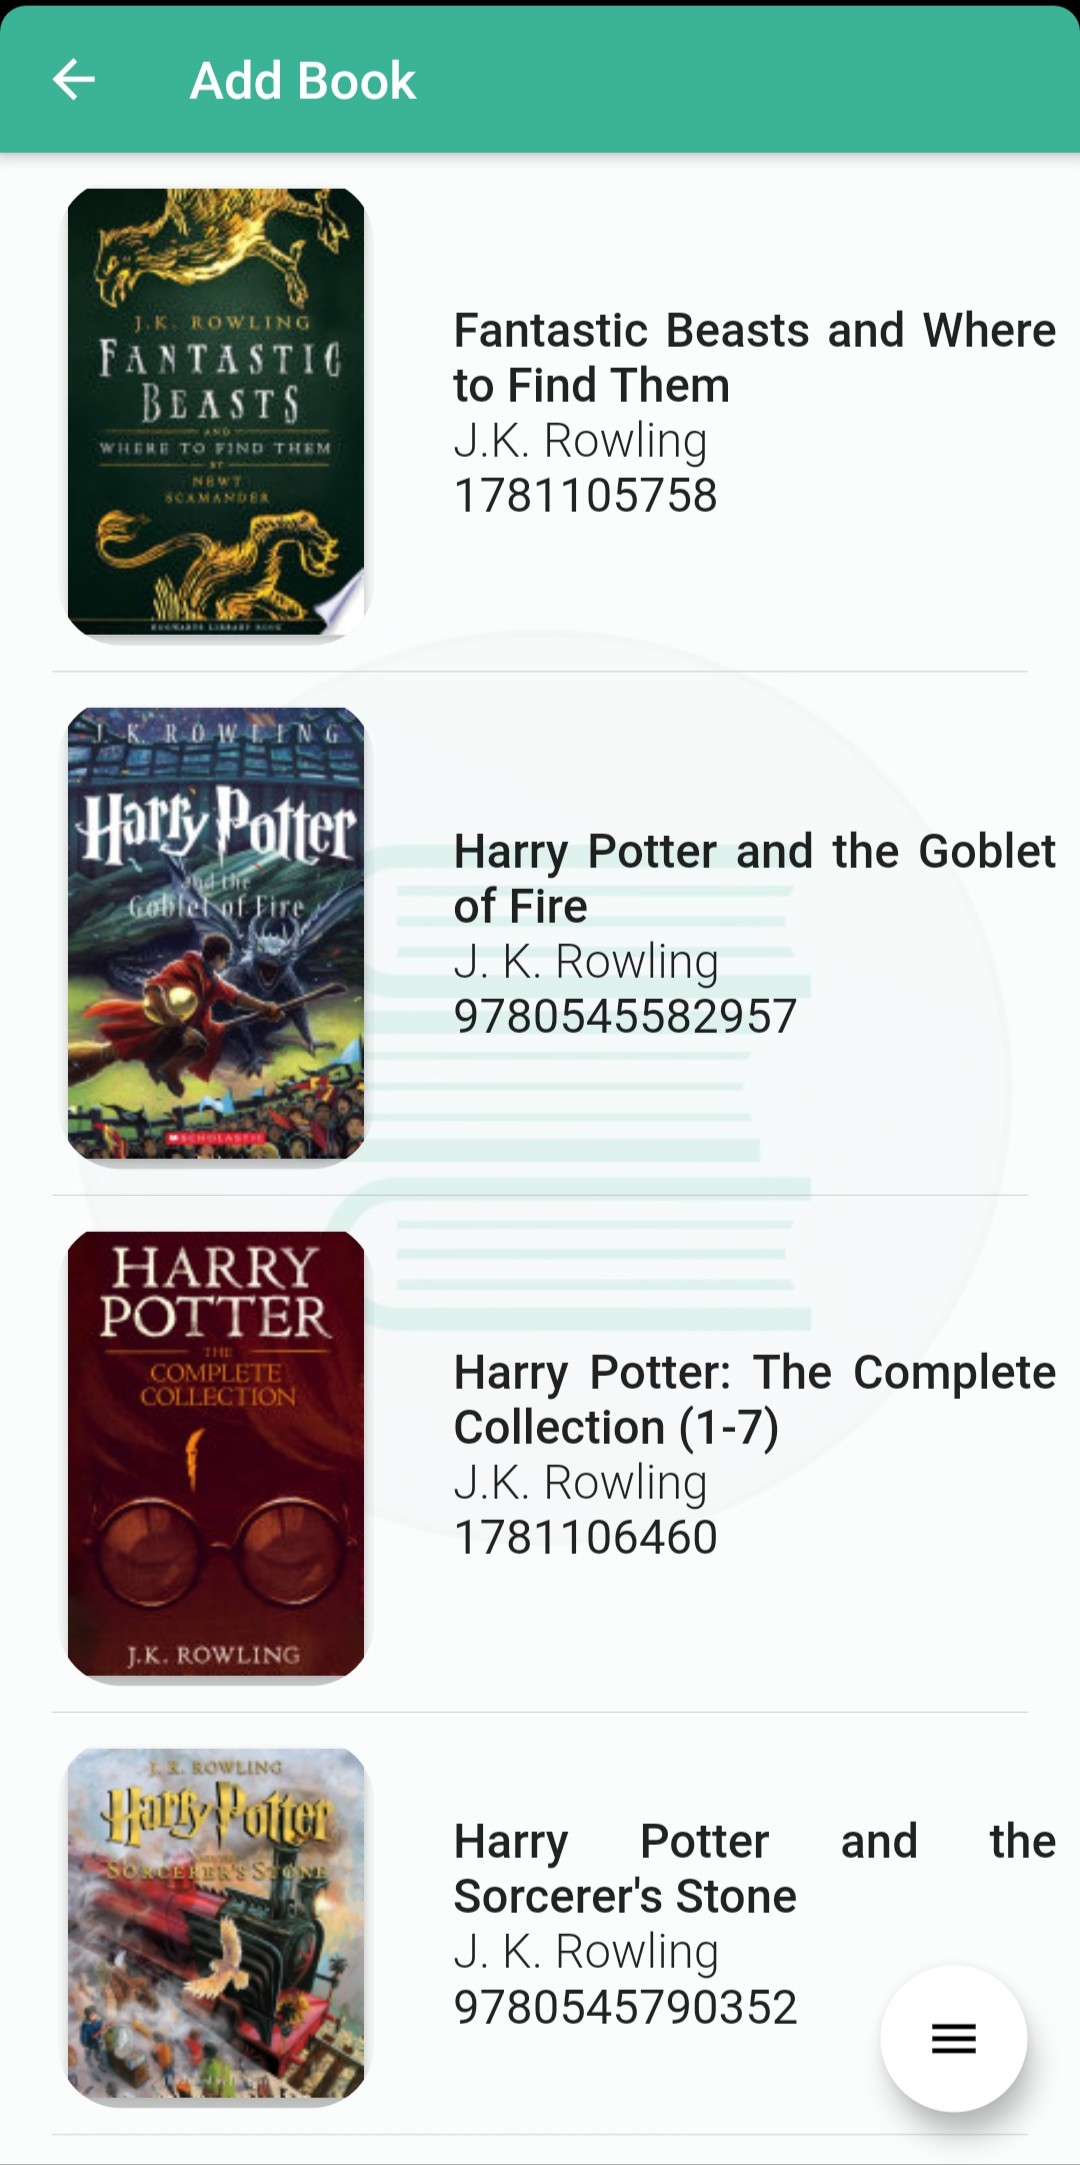 Add Book
J.K. ROWLING
FANTASTIC
BEASTS
AND
WHERE TO FIND THEM
BY
NEWT
SCAMANDER
HOGWARTS LIBRARY BOOK
Fantastic Beasts and Where
to Find Them
J.K. Rowling
1781105758
J. K. ROWLING
Harry Potter
and the
Goblet of Fire
SCHOLASTIC
Harry Potter and the Goblet
of Fire
J. K. Rowling
9780545582957
HARRY
POTTER
THE
COMPLETE
COLLECTION
J.K. ROWLING
Harry Potter: The Complete
Collection (1-7)
J.K. Rowling
1781106460
J. K. ROWLING
Harry Potter
SORCERER'S STONE
Harry Potter and the
Sorcerer's Stone
J. K. Rowling
9780545790352